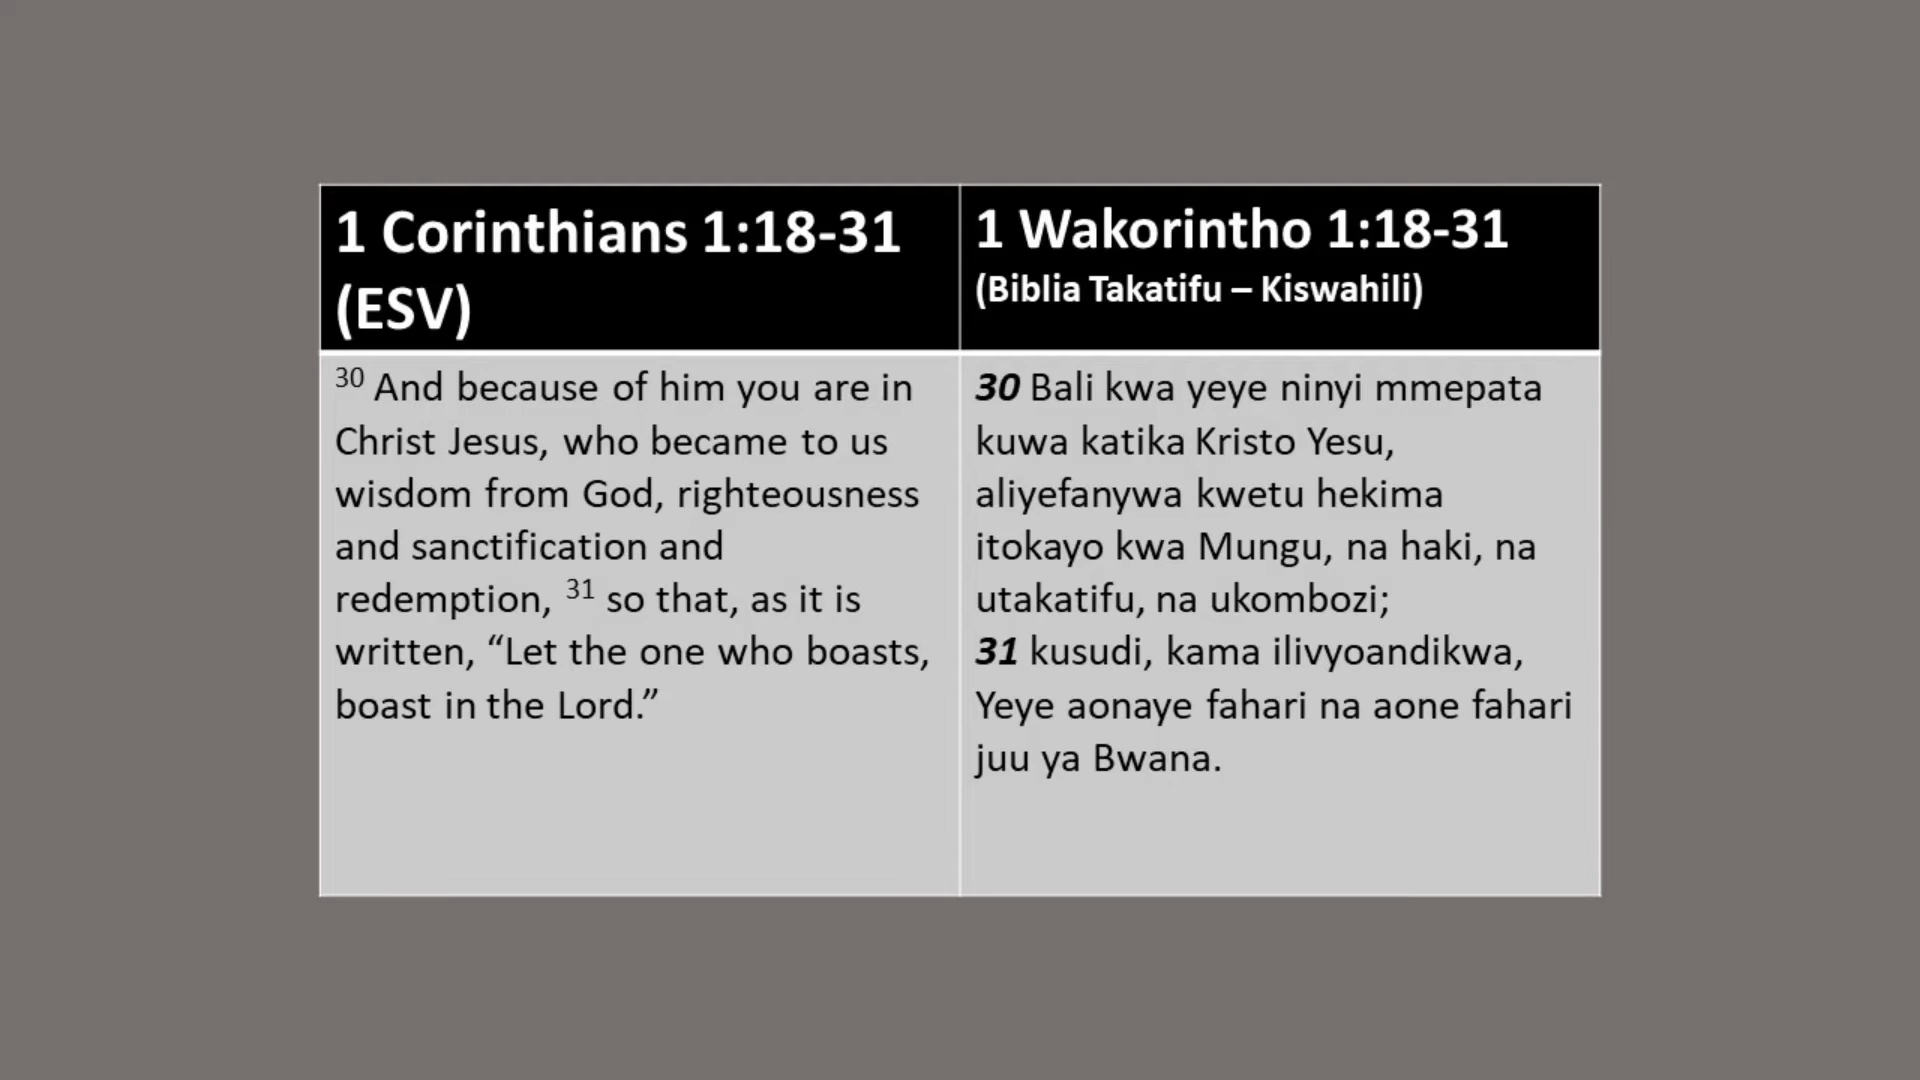 1 Corinthians 1:18-31
(ESV)
30 And because of him you are in
Christ Jesus, who became to us
wisdom from God, righteousness
and sanctification and
redemption, 31 so that, as it is
written, “Let the one who boasts,
boast in the Lord.”
1 Wakorintho 1:18-31
(Biblia Takatifu – Kiswahili)
30 Bali kwa yeye ninyi mmepata
kuwa katika Kristo Yesu,
aliyefanywa kwetu hekima
itokayo kwa Mungu, na haki, na
utakatifu, na ukombozi;
31 kusudi, kama ilivyoandikwa,
Yeye aonaye fahari na aone fahari
juu ya Bwana.